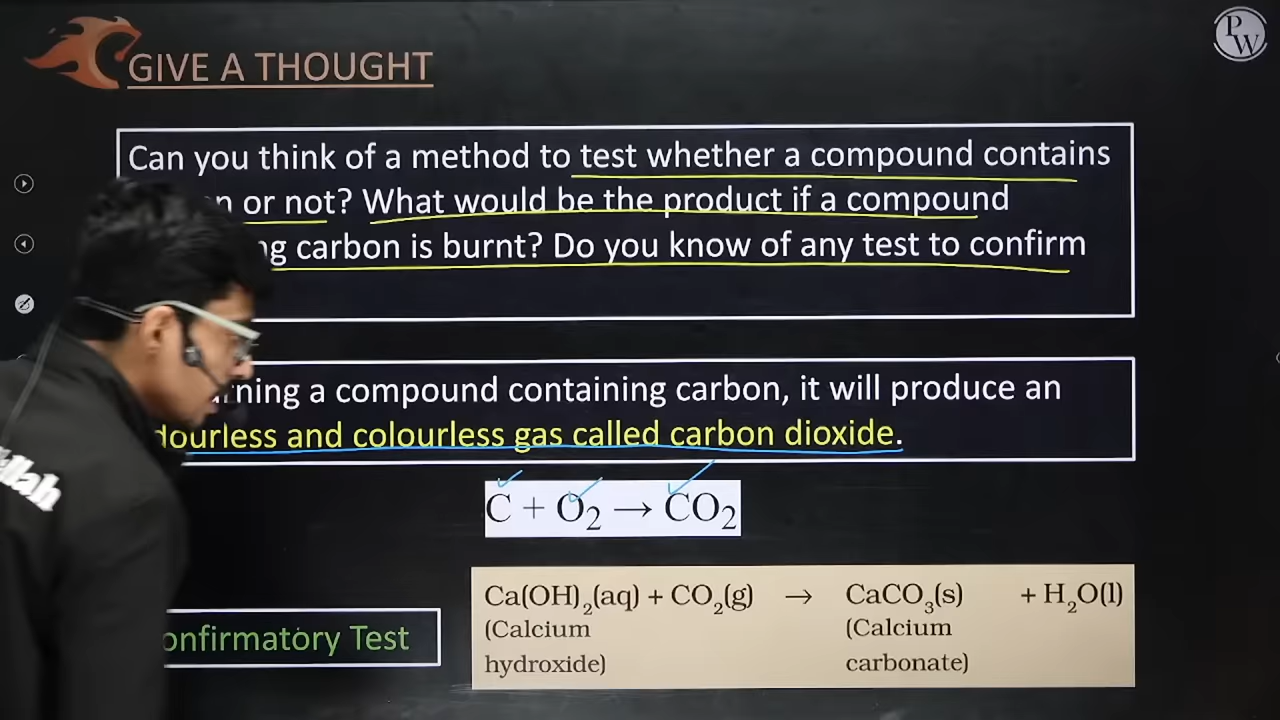 PW
GIVE A THOUGHT
Can you think of a method to test whether a compound contains
n or not? What would be the product if a compound
ng carbon is burnt? Do you know of any test to confirm
rning a compound containing carbon, it will produce an
dourless and colourless gas called carbon dioxide.
C + O₂ → CO₂
Ca(OH)₂(aq) + CO₂(g) → CaCO₃(s) + H₂O(l)
(Calcium (Calcium
hydroxide) carbonate)
onfirmatory Test
llah